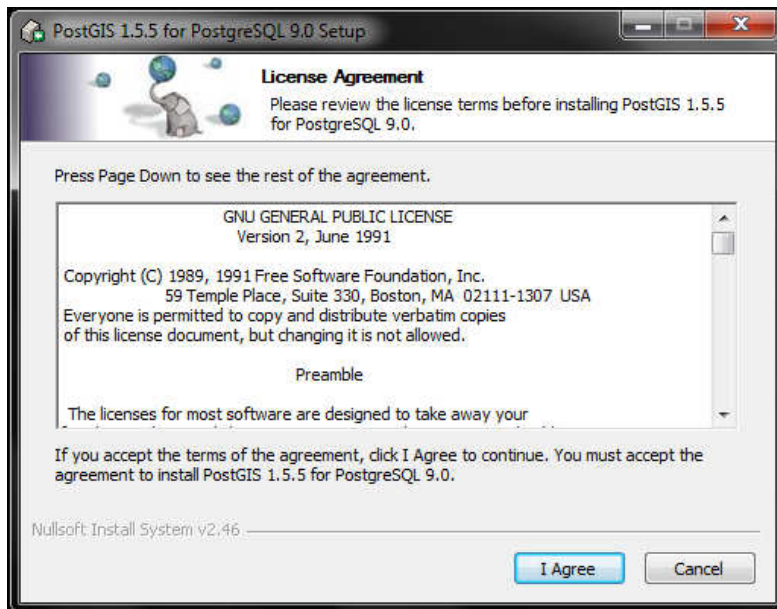 PostGIS 1.5.5 for PostgreSQL 9.0 Setup
License Agreement
Please review the license terms before installing PostGIS 1.5.5
for PostgreSQL 9.0.
Press Page Down to see the rest of the agreement.
GNU GENERAL PUBLIC LICENSE
Version 2, June 1991
Copyright (C) 1989, 1991 Free Software Foundation, Inc.
59 Temple Place, Suite 330, Boston, MA 02111-1307 USA
Everyone is permitted to copy and distribute verbatim copies
of this license document, but changing it is not allowed.
Preamble
The licenses for most software are designed to take away your
If you accept the terms of the agreement, click I Agree to continue. You must accept the
agreement to install PostGIS 1.5.5 for PostgreSQL 9.0.
Nullsoft Install System v2.46
I Agree
Cancel